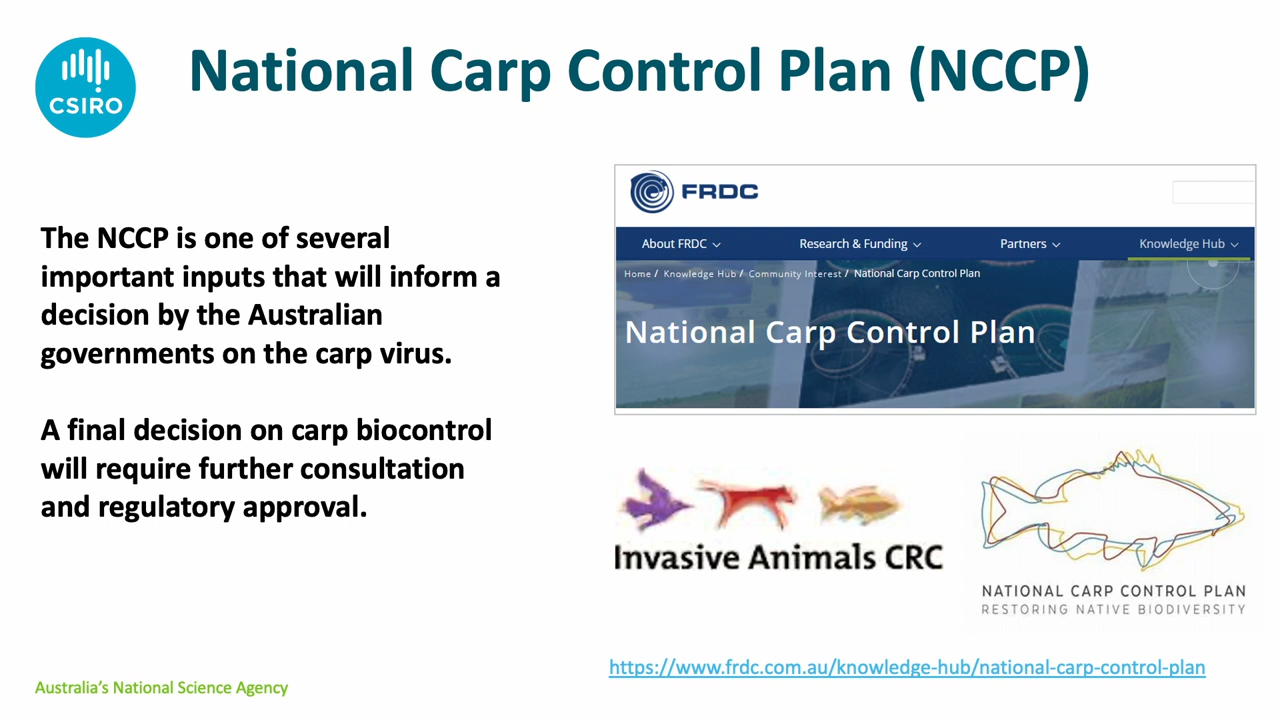 CSIRO
National Carp Control Plan (NCCP)
The NCCP is one of several
important inputs that will inform a
decision by the Australian
governments on the carp virus.
A final decision on carp biocontrol
will require further consultation
and regulatory approval.
FRDC
About FRDC Research & Funding Partners Knowledge Hub
Home / Knowledge Hub / Community Interest / National Carp Control Plan
National Carp Control Plan
Invasive Animals CRC
NATIONAL CARP CONTROL PLAN
RESTORING NATIVE BIODIVERSITY
https://www.frdc.com.au/knowledge-hub/national-carp-control-plan
Australia’s National Science Agency